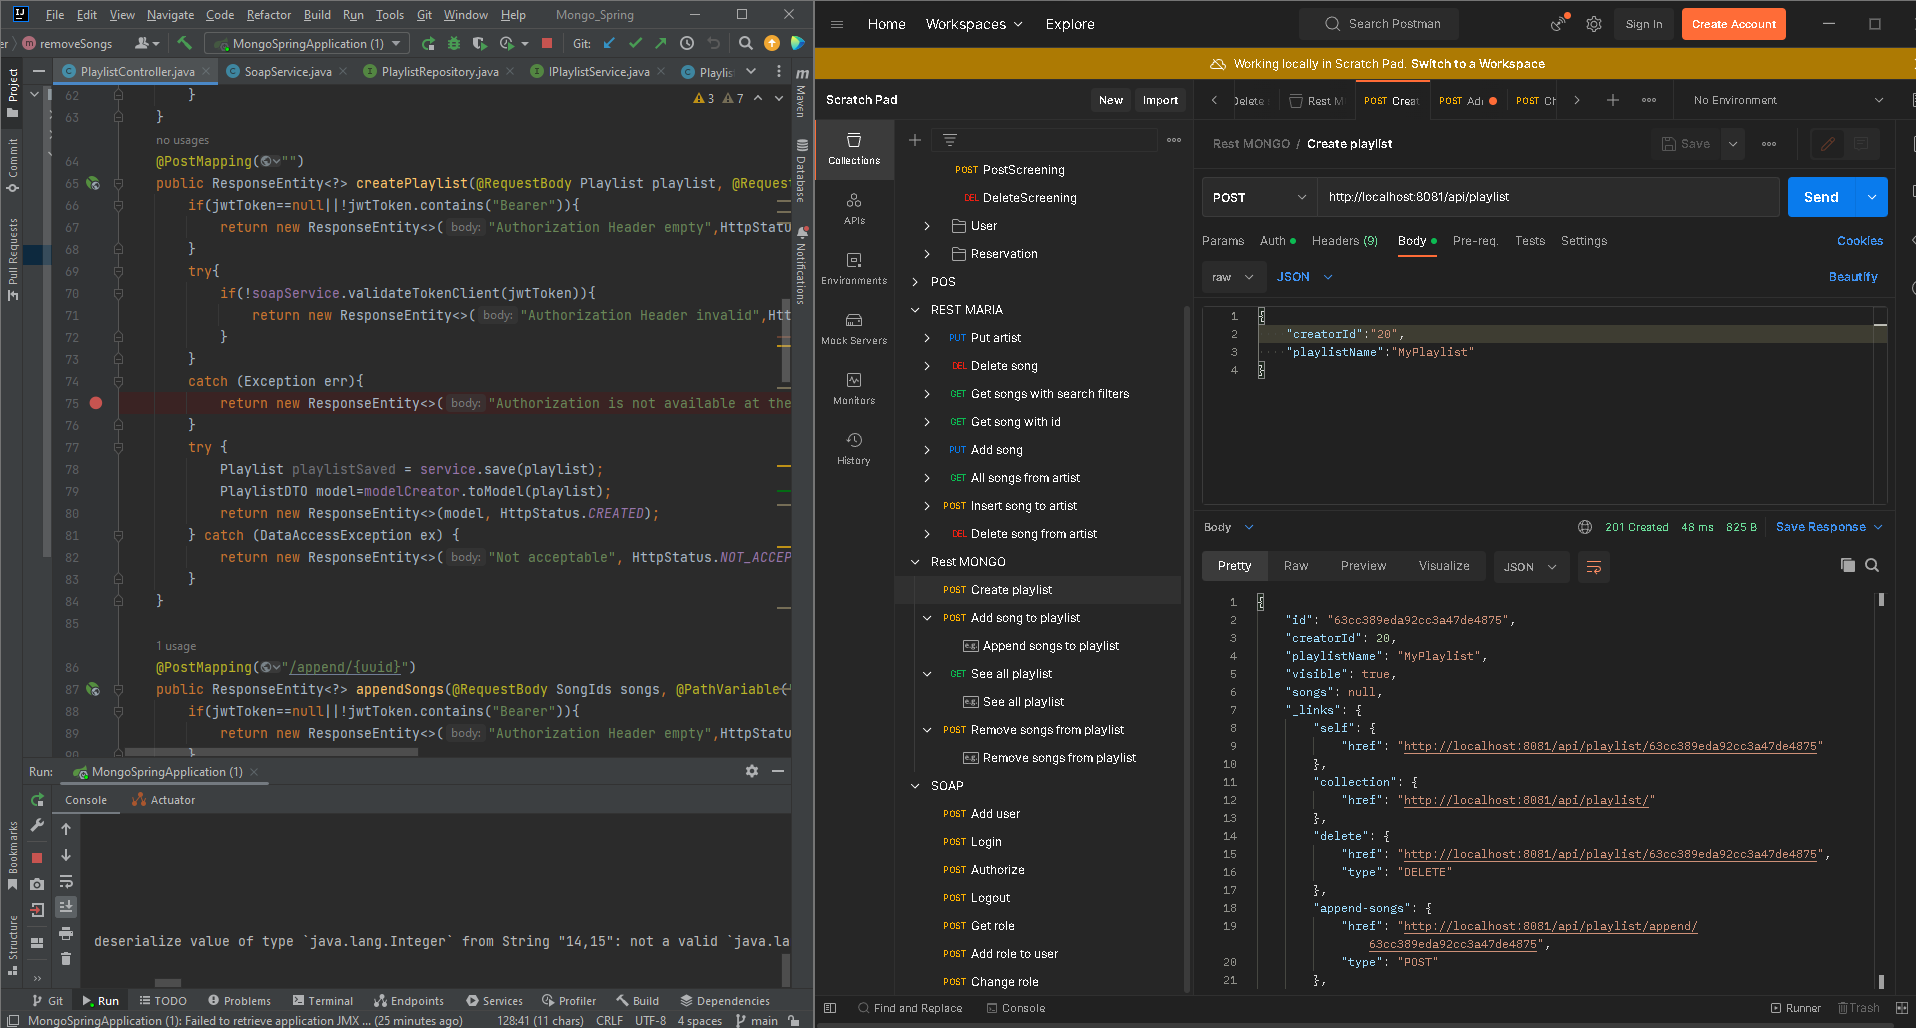 File Edit View Navigate Code Refactor Build Run Tools Git Window Help Mongo_Spring
er removeSongs MongoSpringApplication (1) Git:
PlaylistController.java SoapService.java PlaylistRepository.java IPlaylistService.java Playlis
Project
Commit
Pull Requests
Bookmarks
Structure
Maven
Database
Notifications
3 7
62 }
63 }
no usages
64 @PostMapping("")
65 public ResponseEntity<?> createPlaylist(@RequestBody Playlist playlist, @Request
66 if(jwtToken==null||!jwtToken.contains("Bearer")){
67 return new ResponseEntity<>( body: "Authorization Header empty",HttpStatu
68 }
69 try{
70 if(!soapService.validateTokenClient(jwtToken)){
71 return new ResponseEntity<>( body: "Authorization Header invalid",Htt
72 }
73 }
74 catch (Exception err){
75 return new ResponseEntity<>( body: "Authorization is not available at the
76 }
77 try {
78 Playlist playlistSaved = service.save(playlist);
79 PlaylistDTO model=modelCreator.toModel(playlist);
80 return new ResponseEntity<>(model, HttpStatus.CREATED);
81 } catch (DataAccessException ex) {
82 return new ResponseEntity<>( body: "Not acceptable", HttpStatus.NOT_ACCEP
83 }
84 }
85
1 usage
86 @PostMapping("/append/{uuid}")
87 public ResponseEntity<?> appendSongs(@RequestBody SongIds songs, @PathVariable(
88 if(jwtToken==null||!jwtToken.contains("Bearer")){
89 return new ResponseEntity<>( body: "Authorization Header empty",HttpStatu
90 }
Run: MongoSpringApplication (1)
Console Actuator
deserialize value of type `java.lang.Integer` from String "14,15": not a valid `java.la
Git Run TODO Problems Terminal Endpoints Services Profiler Build Dependencies
MongoSpringApplication (1): Failed to retrieve application JMX ... (25 minutes ago) 128:41 (11 chars) CRLF UTF-8 4 spaces main
Home Workspaces Explore Search Postman Sign In Create Account
Working locally in Scratch Pad. Switch to a Workspace
Scratch Pad New Import
Delete Rest M POST Creat POST Ad POST Ch No Environment
Collections
APIs
Environments
Mock Servers
Monitors
History
POST PostScreening
DEL DeleteScreening
User
Reservation
POS
REST MARIA
PUT Put artist
DEL Delete song
GET Get songs with search filters
GET Get song with id
PUT Add song
GET All songs from artist
POST Insert song to artist
DEL Delete song from artist
Rest MONGO
POST Create playlist
POST Add song to playlist
e.g. Append songs to playlist
GET See all playlist
e.g. See all playlist
POST Remove songs from playlist
e.g. Remove songs from playlist
SOAP
POST Add user
POST Login
POST Authorize
POST Logout
POST Get role
POST Add role to user
POST Change role
Rest MONGO / Create playlist Save
POST http://localhost:8081/api/playlist Send
Params Auth Headers (9) Body Pre-req. Tests Settings Cookies
raw JSON Beautify
1 {
2 "creatorId":"20",
3 "playlistName":"MyPlaylist"
4 }
Body 201 Created 48 ms 825 B Save Response
Pretty Raw Preview Visualize JSON
1 {
2 "id": "63cc389eda92cc3a47de4875",
3 "creatorId": 20,
4 "playlistName": "MyPlaylist",
5 "visible": true,
6 "songs": null,
7 "_links": {
8 "self": {
9 "href": "http://localhost:8081/api/playlist/63cc389eda92cc3a47de4875"
10 },
11 "collection": {
12 "href": "http://localhost:8081/api/playlist/"
13 },
14 "delete": {
15 "href": "http://localhost:8081/api/playlist/63cc389eda92cc3a47de4875",
16 "type": "DELETE"
17 },
18 "append-songs": {
19 "href": "http://localhost:8081/api/playlist/append/
63cc389eda92cc3a47de4875",
20 "type": "POST"
21 },
Find and Replace Console Runner Trash